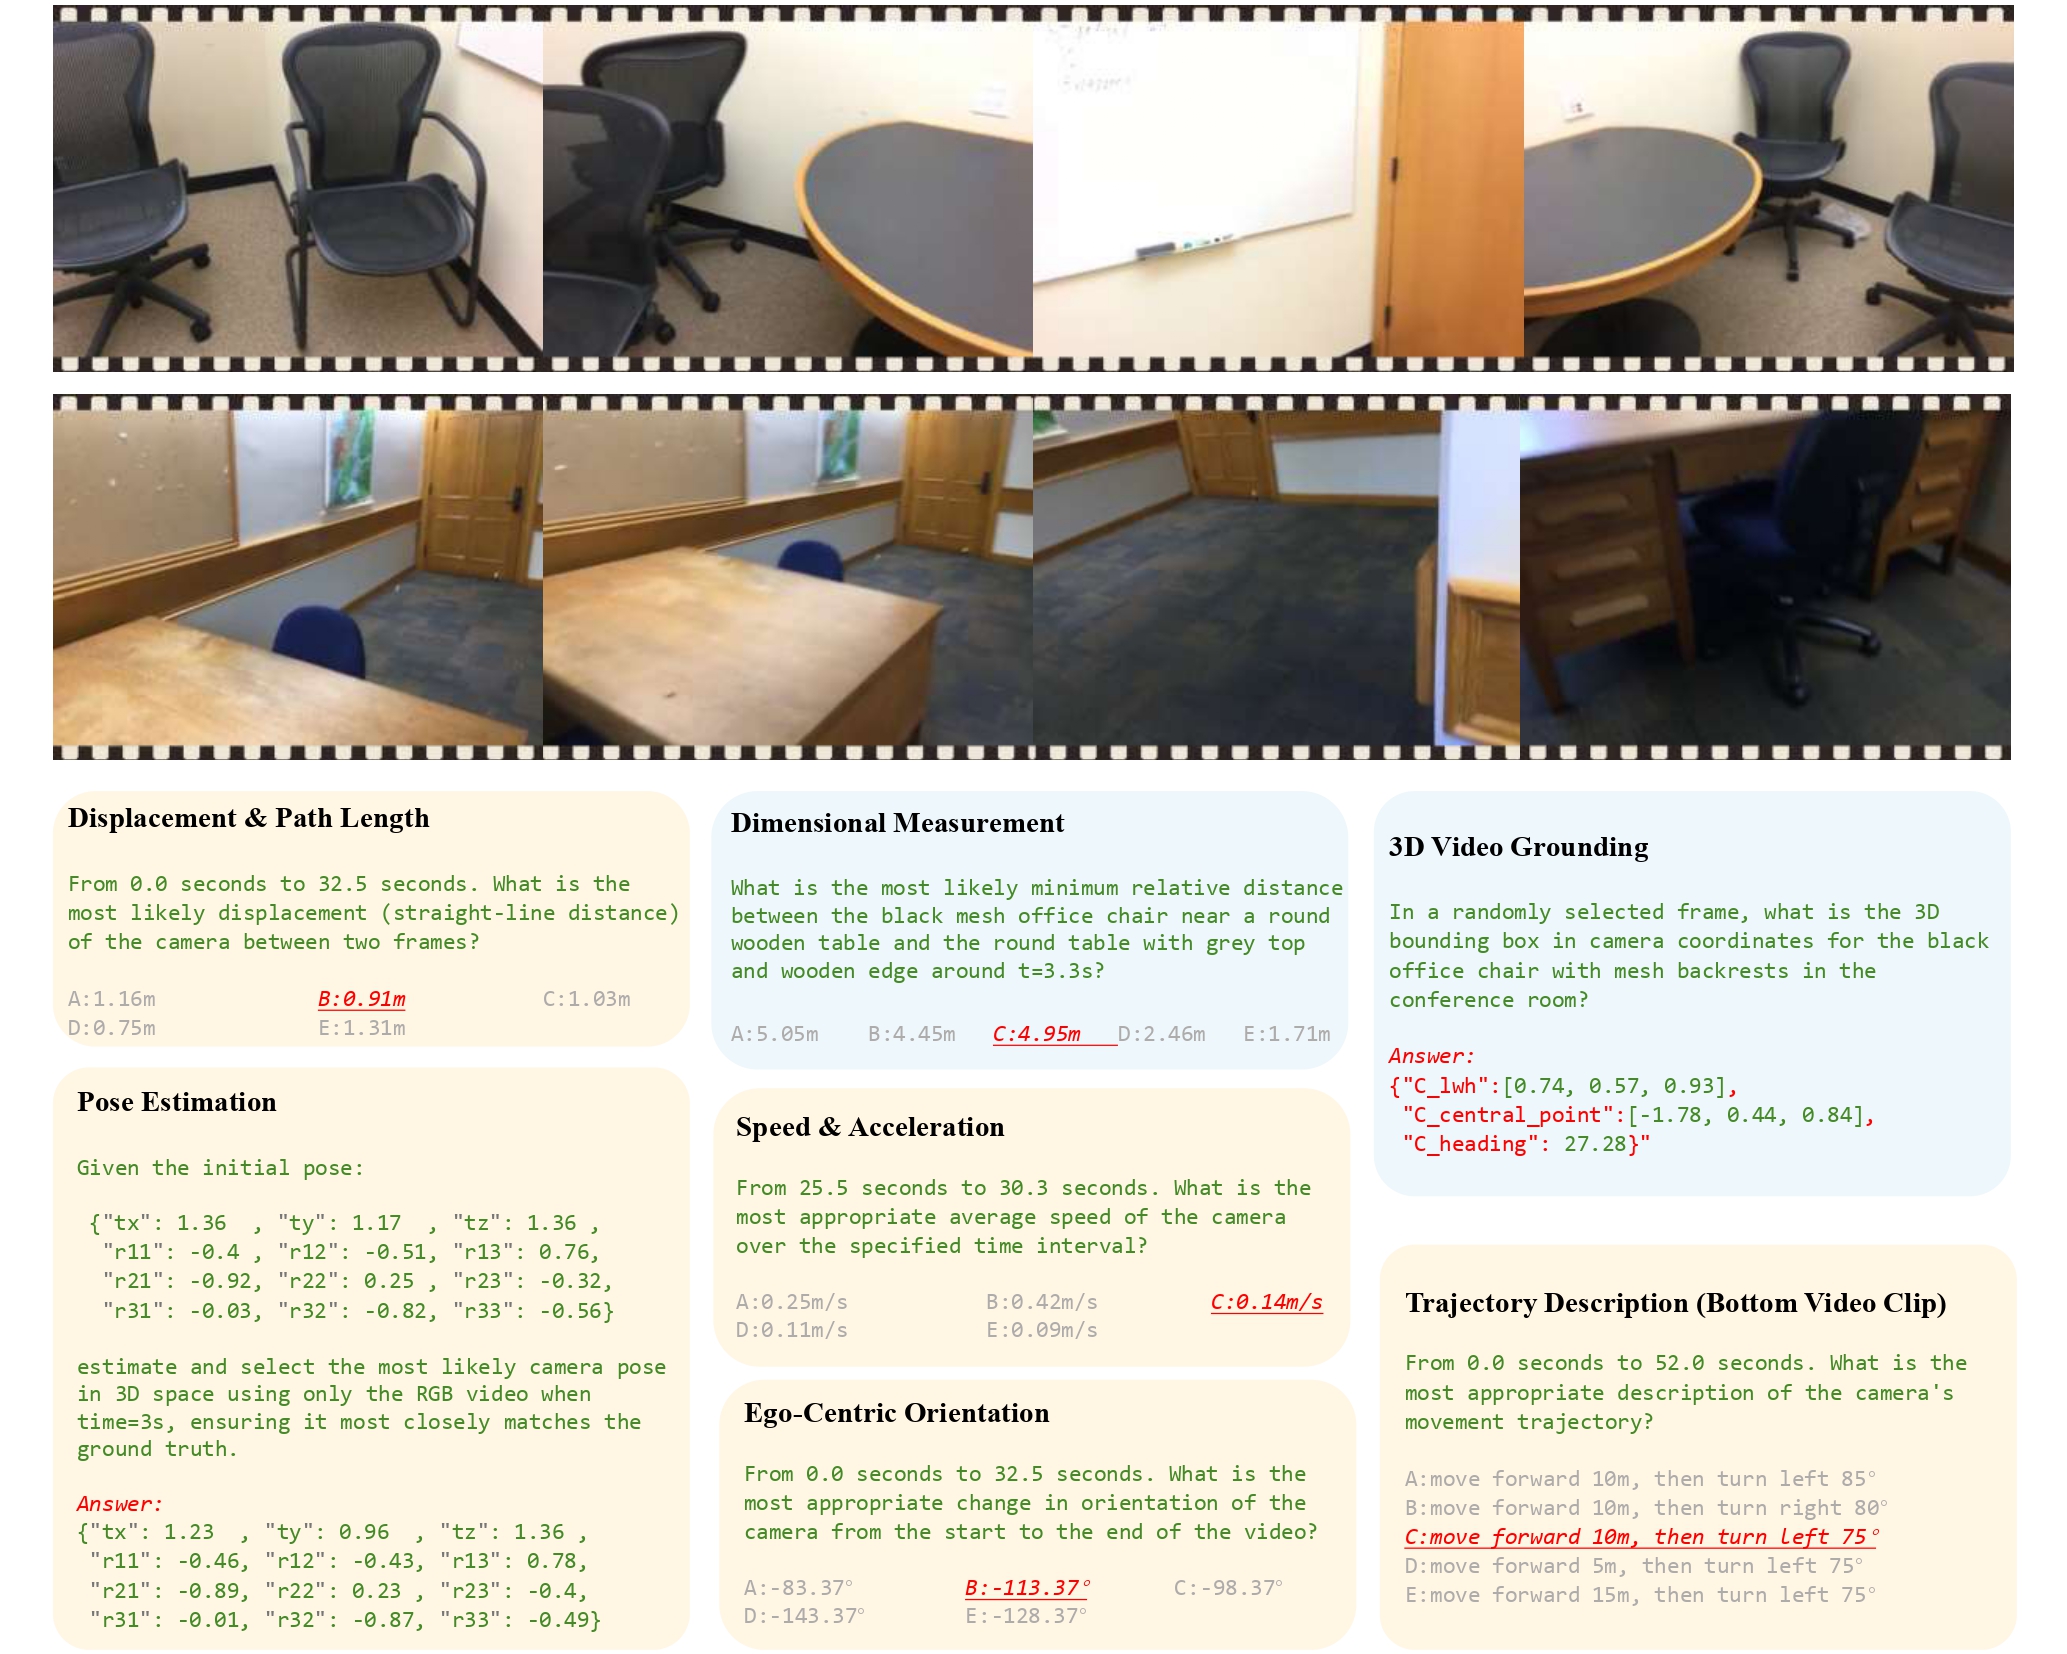 Displacement & Path Length
From 0.0 seconds to 32.5 seconds. What is the
most likely displacement (straight-line distance)
of the camera between two frames?
A:1.16m B:0.91m C:1.03m
D:0.75m E:1.31m
Pose Estimation
Given the initial pose:
{"tx": 1.36 , "ty": 1.17 , "tz": 1.36 ,
"r11": -0.4 , "r12": -0.51, "r13": 0.76,
"r21": -0.92, "r22": 0.25 , "r23": -0.32,
"r31": -0.03, "r32": -0.82, "r33": -0.56}
estimate and select the most likely camera pose
in 3D space using only the RGB video when
time=3s, ensuring it most closely matches the
ground truth.
Answer:
{"tx": 1.23 , "ty": 0.96 , "tz": 1.36 ,
"r11": -0.46, "r12": -0.43, "r13": 0.78,
"r21": -0.89, "r22": 0.23 , "r23": -0.4,
"r31": -0.01, "r32": -0.87, "r33": -0.49}
Dimensional Measurement
What is the most likely minimum relative distance
between the black mesh office chair near a round
wooden table and the round table with grey top
and wooden edge around t=3.3s?
A:5.05m B:4.45m C:4.95m D:2.46m E:1.71m
Speed & Acceleration
From 25.5 seconds to 30.3 seconds. What is the
most appropriate average speed of the camera
over the specified time interval?
A:0.25m/s B:0.42m/s C:0.14m/s
D:0.11m/s E:0.09m/s
Ego-Centric Orientation
From 0.0 seconds to 32.5 seconds. What is the
most appropriate change in orientation of the
camera from the start to the end of the video?
A:-83.37° B:-113.37° C:-98.37°
D:-143.37° E:-128.37°
3D Video Grounding
In a randomly selected frame, what is the 3D
bounding box in camera coordinates for the black
office chair with mesh backrests in the
conference room?
Answer:
{"C_lwh":[0.74, 0.57, 0.93],
"C_central_point":[-1.78, 0.44, 0.84],
"C_heading": 27.28}"
Trajectory Description (Bottom Video Clip)
From 0.0 seconds to 52.0 seconds. What is the
most appropriate description of the camera's
movement trajectory?
A:move forward 10m, then turn left 85°
B:move forward 10m, then turn right 80°
C:move forward 10m, then turn left 75°
D:move forward 5m, then turn left 75°
E:move forward 15m, then turn left 75°